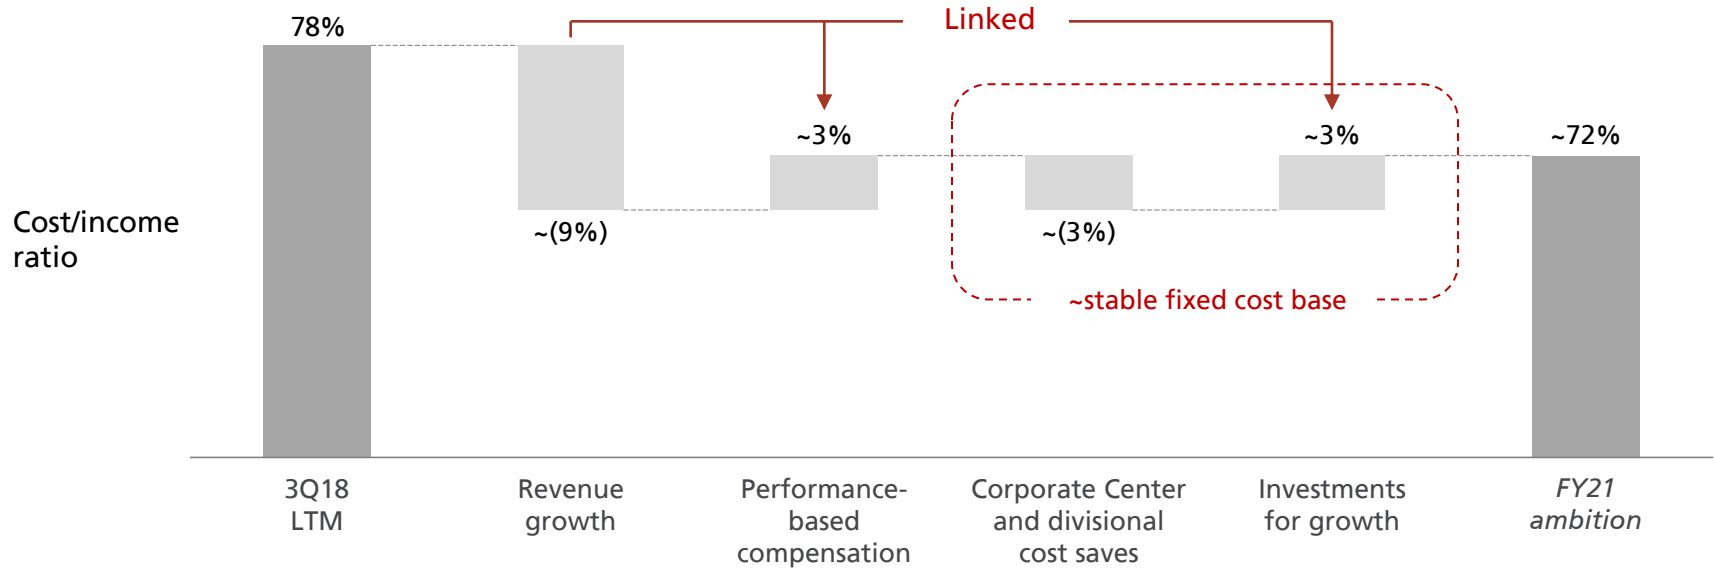 Linked
78%
~3%
~3%
~72%
Cost/income
ratio
~(9%)
~(3%)
~stable fixed cost base
3Q18
LTM
Revenue
growth
Performance-
based
compensation
Corporate Center
and divisional
cost saves
Investments
for growth
FY21
ambition